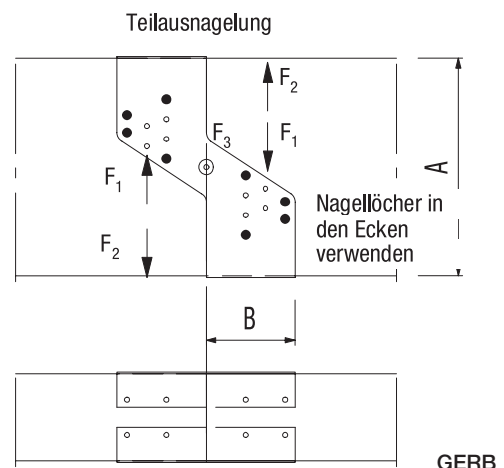 Teilausnagelung
F₂
F₃
F₁
F₁
A
Nagellöcher in
den Ecken
verwenden
F₂
B
GERB